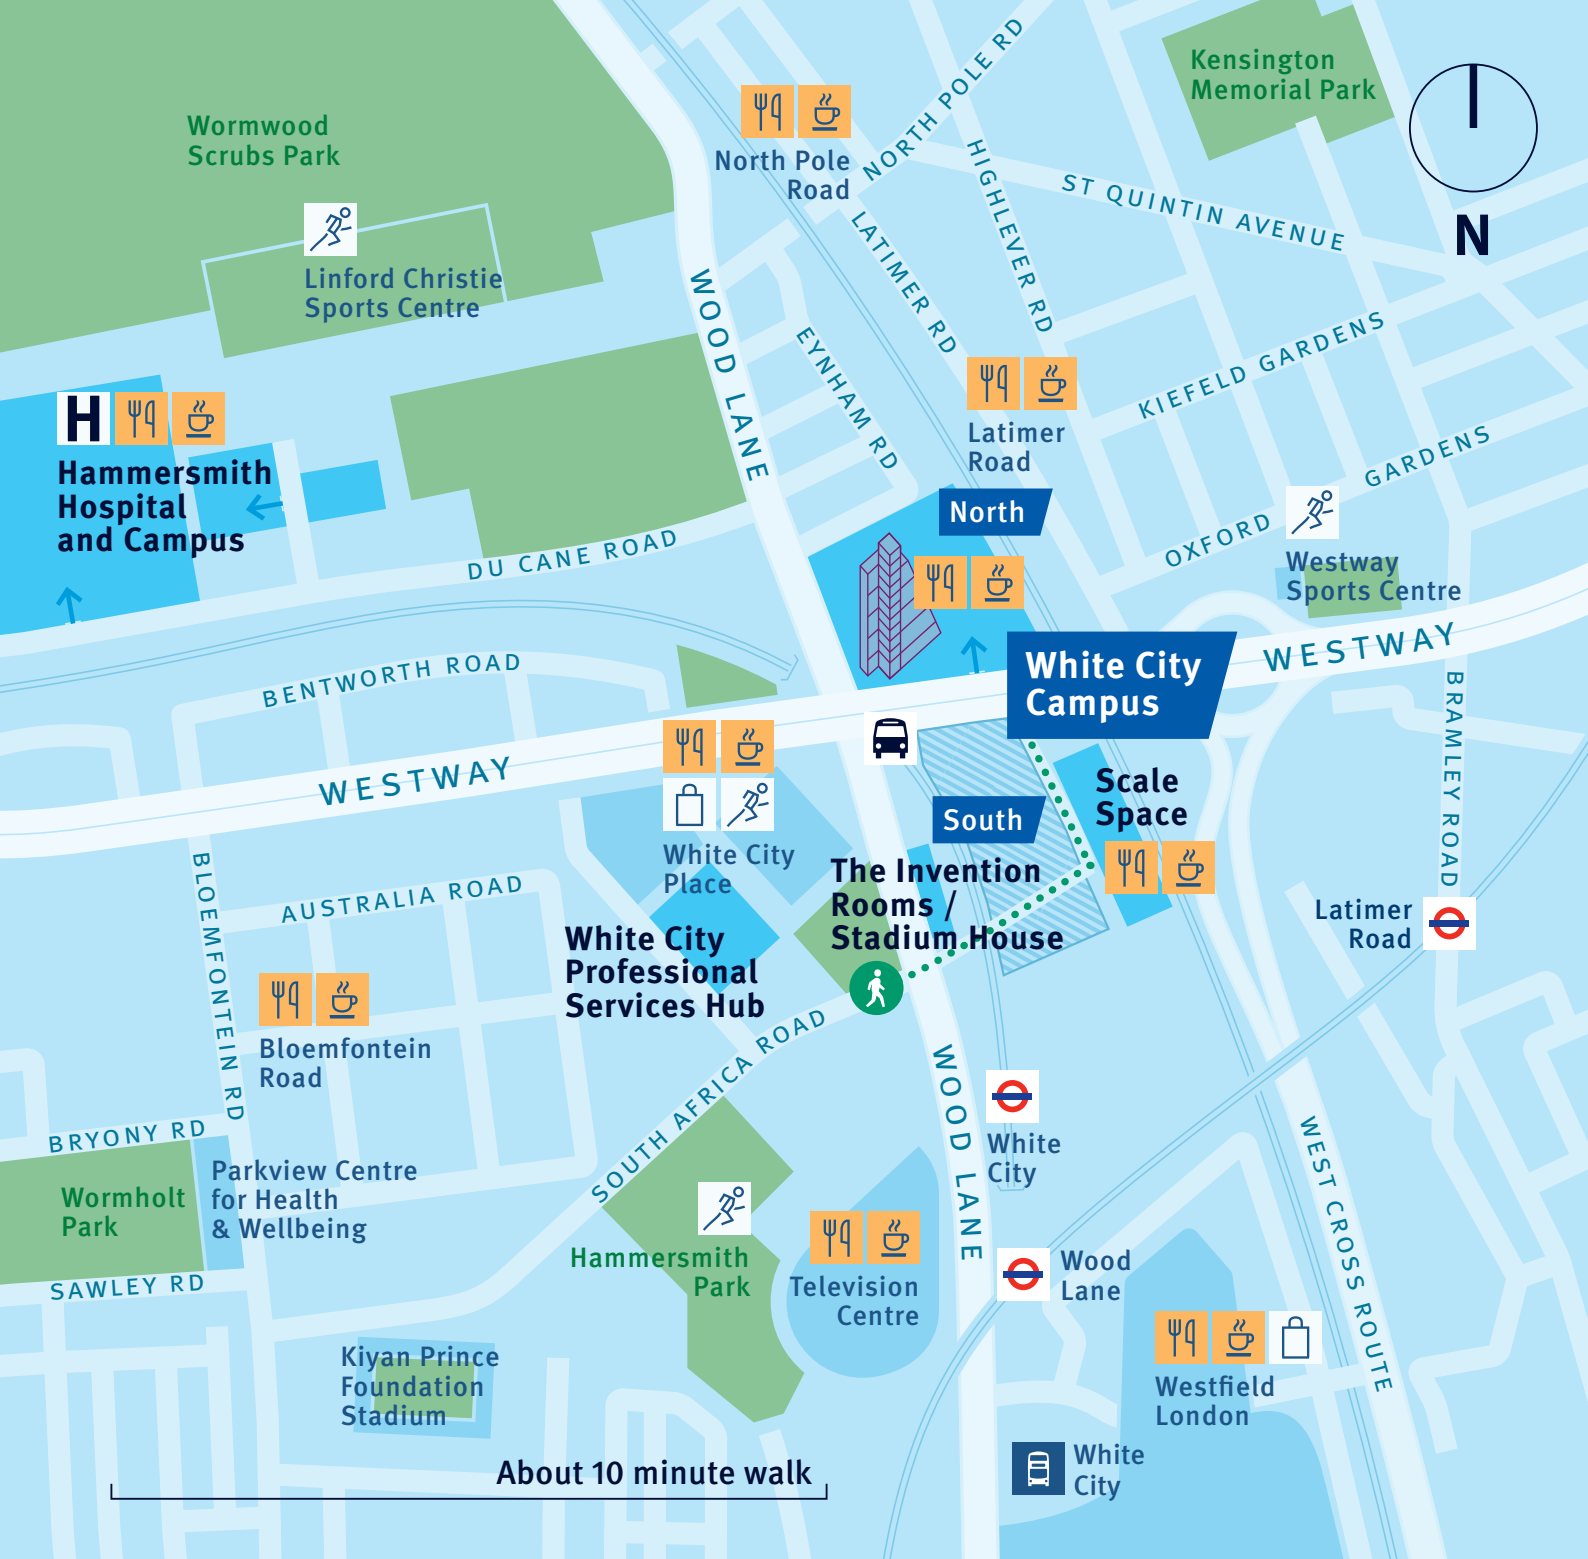 Kensington
Memorial Park
N
Wormwood
Scrubs Park
North Pole
Road
NORTH POLE RD
HIGHLEVER RD
ST QUINTIN AVENUE
LATIMER RD
Linford Christie
Sports Centre
WOOD LANE
EYNHAM RD
KIEFELD GARDENS
Latimer
Road
H
Hammersmith
Hospital
and Campus
North
OXFORD GARDENS
Westway
Sports Centre
DU CANE ROAD
BENTWORTH ROAD
White City
Campus
WESTWAY
WESTWAY
BRAMLEY ROAD
Scale
Space
South
White City
Place
The Invention
Rooms /
Stadium House
BLOEMFONTEIN RD
AUSTRALIA ROAD
Latimer
Road
White City
Professional
Services Hub
SOUTH AFRICA ROAD
Bloemfontein
Road
WOOD LANE
White
City
BRYONY RD
WEST CROSS ROUTE
Parkview Centre
for Health
& Wellbeing
Wormholt
Park
Hammersmith
Park
Television
Centre
Wood
Lane
SAWLEY RD
Kiyan Prince
Foundation
Stadium
Westfield
London
White
City
About 10 minute walk